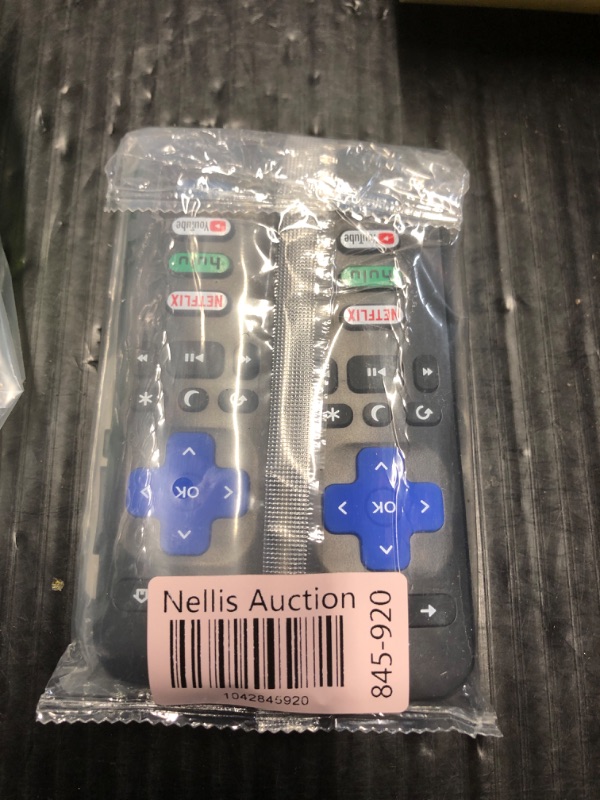 YouTube
YouTube
hulu
hulu
NETFLIX
NETFLIX
OK
OK
Nellis Auction
1042845920
845-920